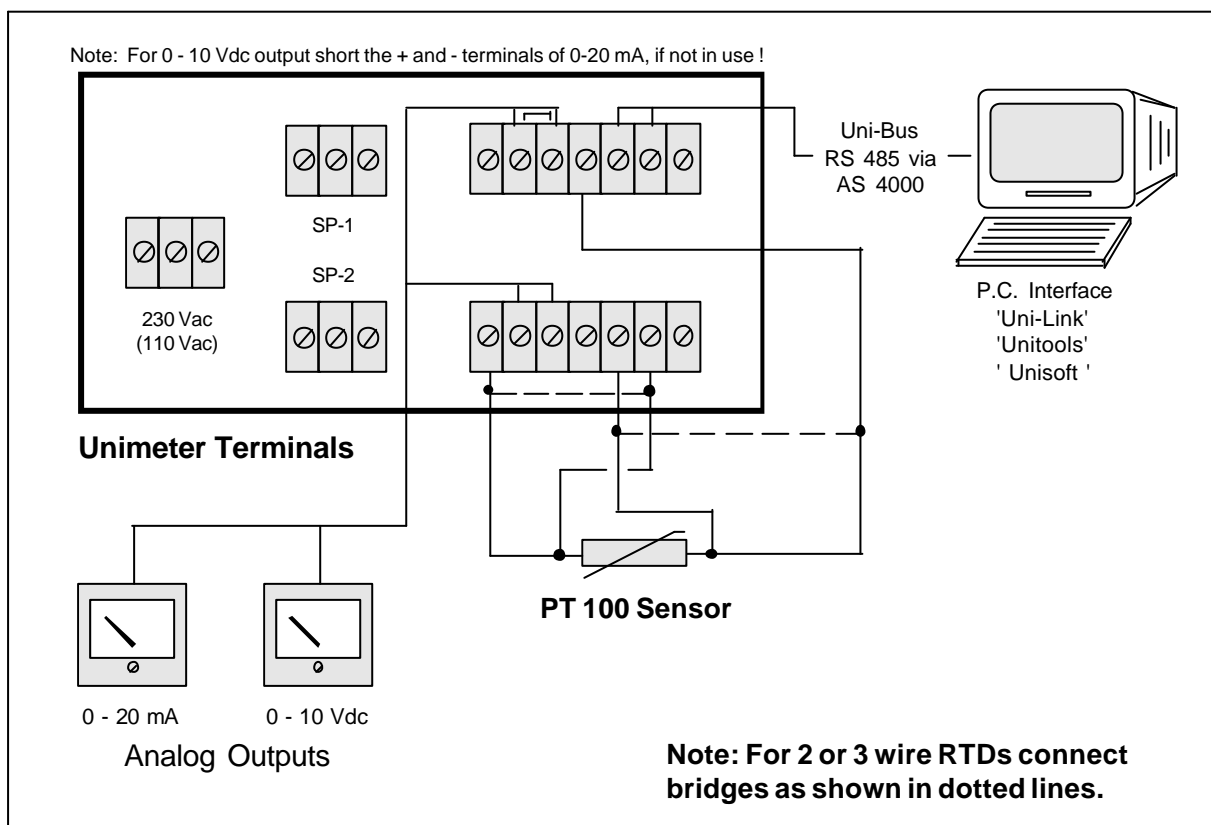 Note: For 0 - 10 Vdc output short the + and - terminals of 0-20 mA, if not in use !
Uni-Bus
RS 485 via
AS 4000
SP-1
SP-2
230 Vac
(110 Vac)
P.C. Interface
'Uni-Link'
'Unitools'
' Unisoft '
Unimeter Terminals
PT 100 Sensor
0 - 20 mA
0 - 10 Vdc
Analog Outputs
Note: For 2 or 3 wire RTDs connect
bridges as shown in dotted lines.